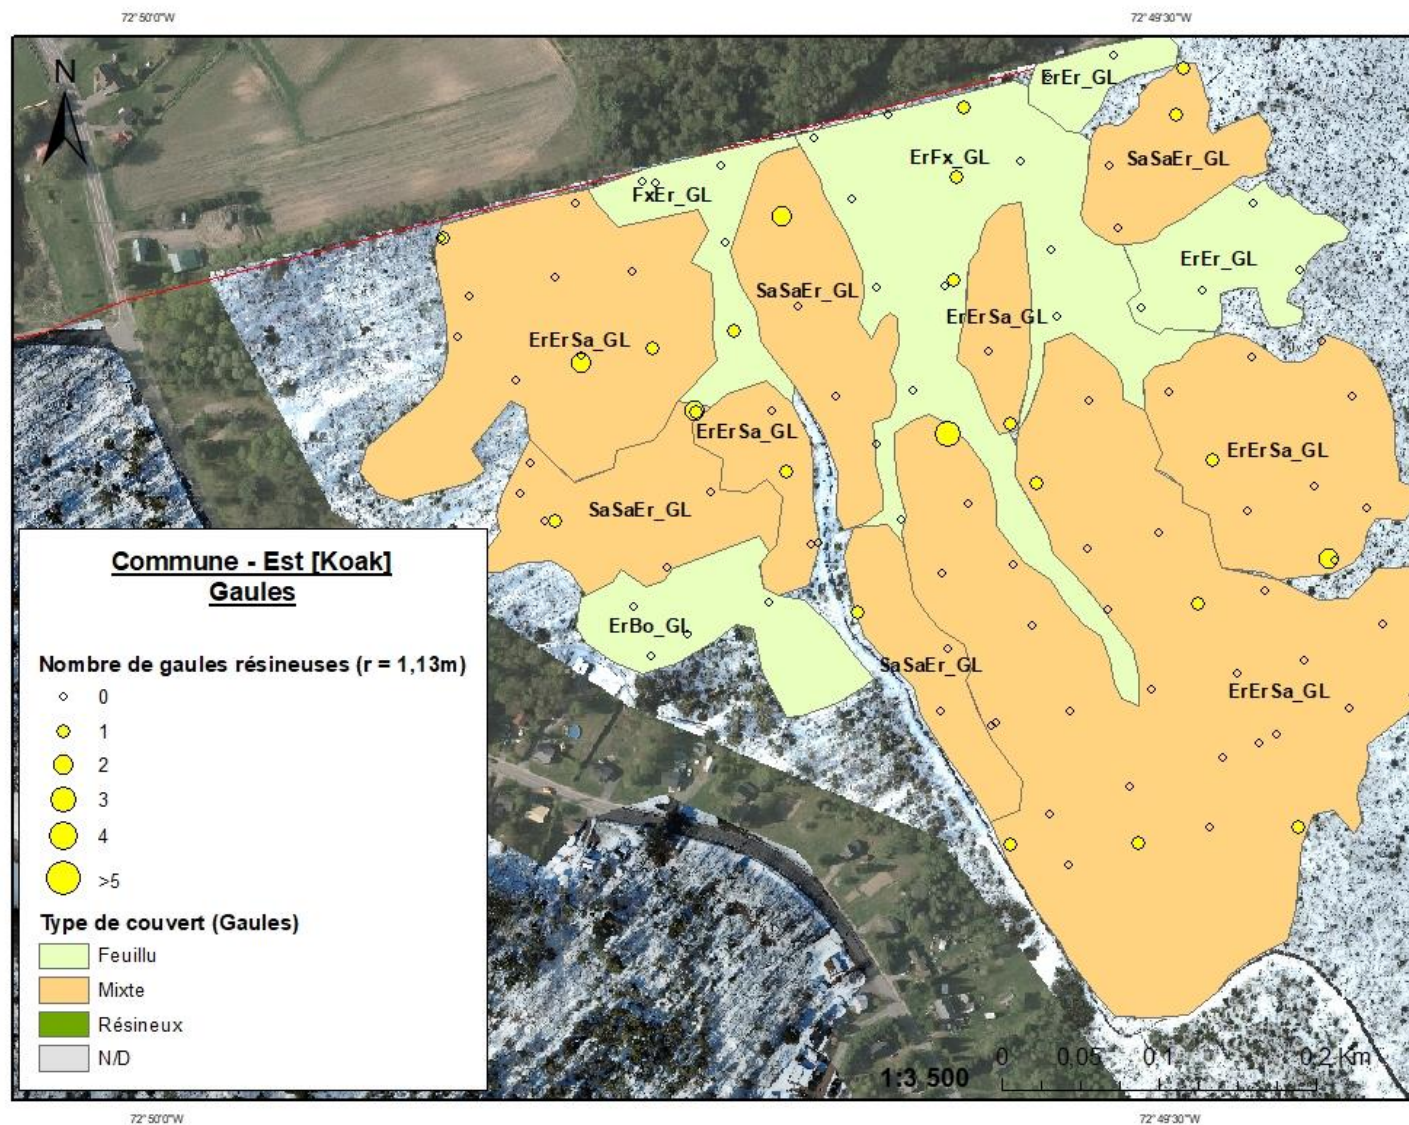 72°50'0"W
72°49'30"W
N
ErEr_GL
ErFx_GL
SaSaEr_GL
FxEr_GL
ErEr_GL
SaSaEr_GL
ErErSa_GL
ErErSa_GL
ErErSa_GL
ErErSa_GL
SaSaEr_GL
ErBo_GL
SaSaEr_GL
ErErSa_GL
Commune - Est [Koak]
Gaules
Nombre de gaules résineuses (r = 1,13m)
0
1
2
3
4
>5
Type de couvert (Gaules)
Feuillu
Mixte
Résineux
N/D
1:3 500
0 0,05 0,1 0,2 Km
72°50'0"W
72°49'30"W